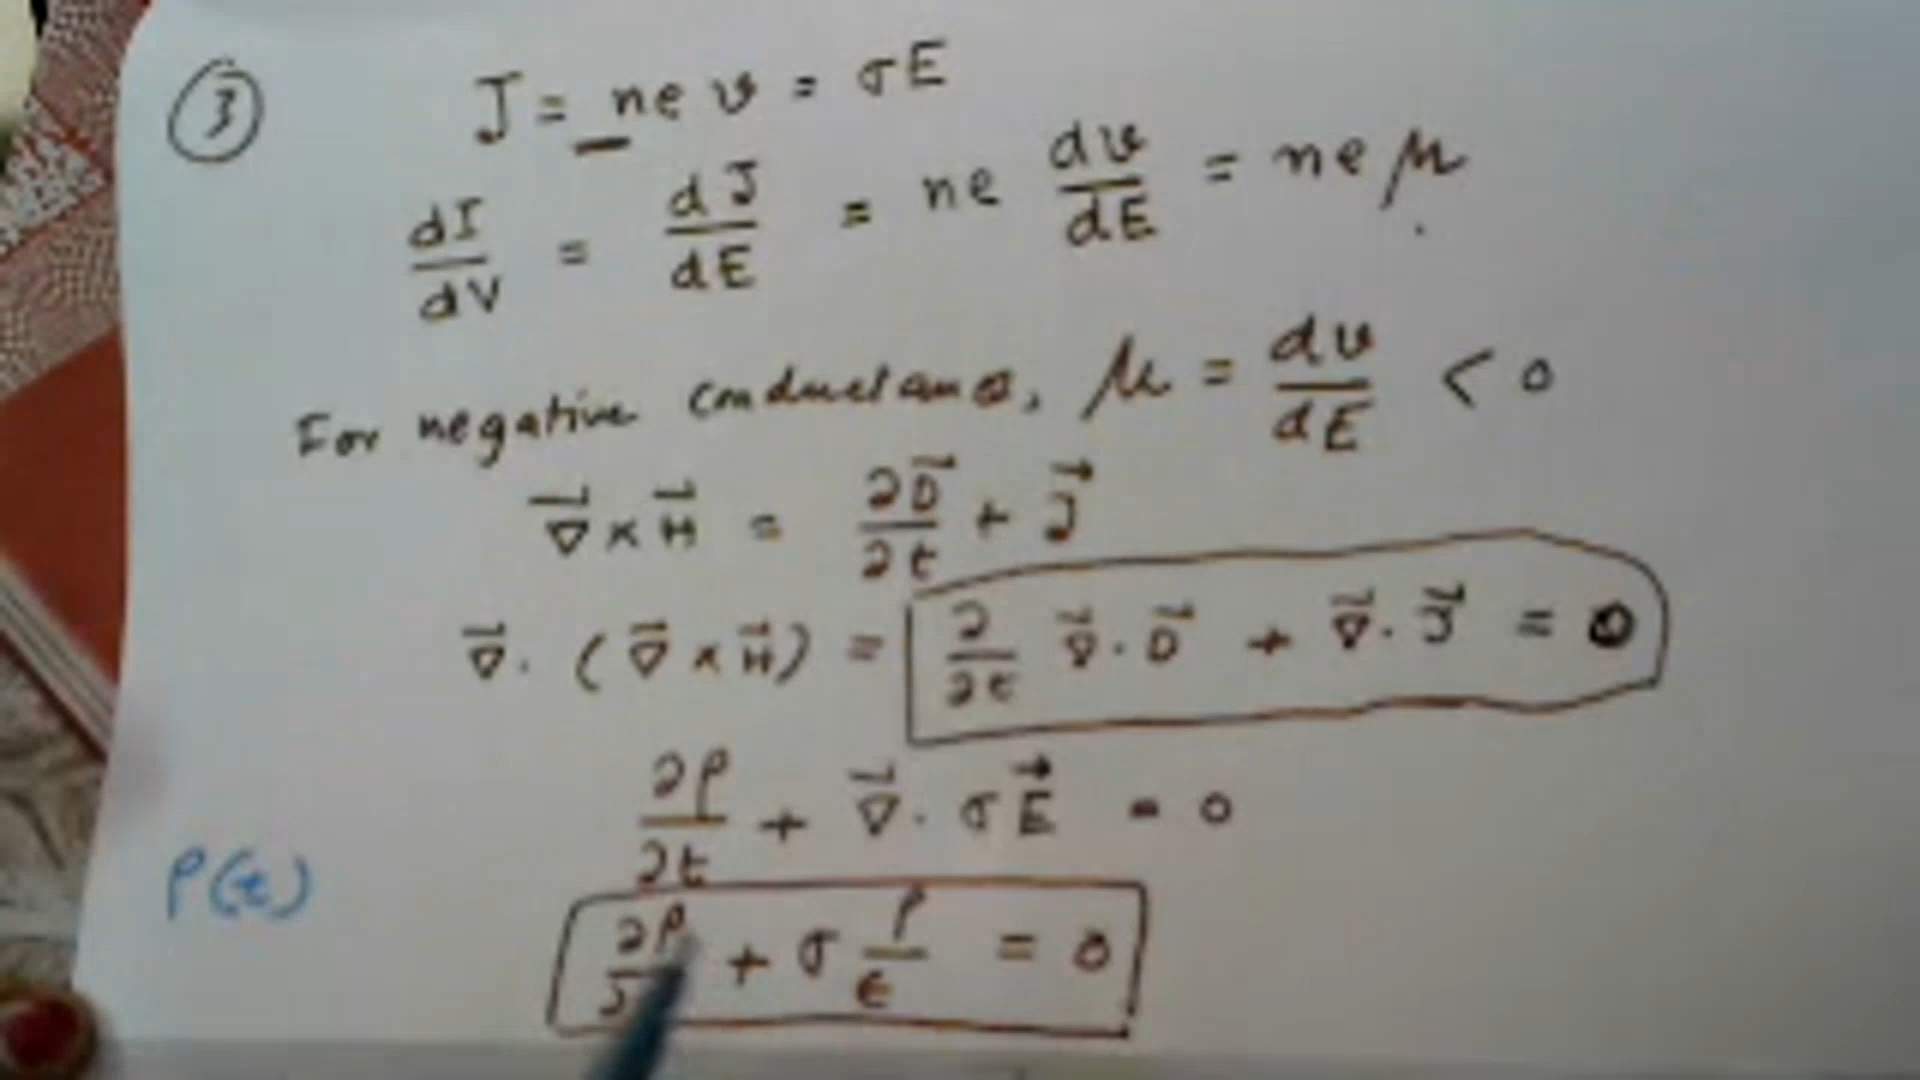 ③ J = ne v = σE
dI/dV = dJ/dE = ne dv/dE = ne μ
For negative conductance, μ = dv/dE < 0
∇⃗ × H⃗ = ∂D⃗/∂t + J⃗
∇⃗ . (∇⃗ × H⃗) = ∂/∂t ∇⃗ . D⃗ + ∇⃗ . J⃗ = 0
∂ρ/∂t + ∇⃗ . σE⃗ = 0
ρ(t)
∂ρ/∂ + σ ρ/ϵ = 0